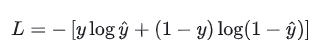 L = − [y log ŷ + (1 − y) log(1 − ŷ)]